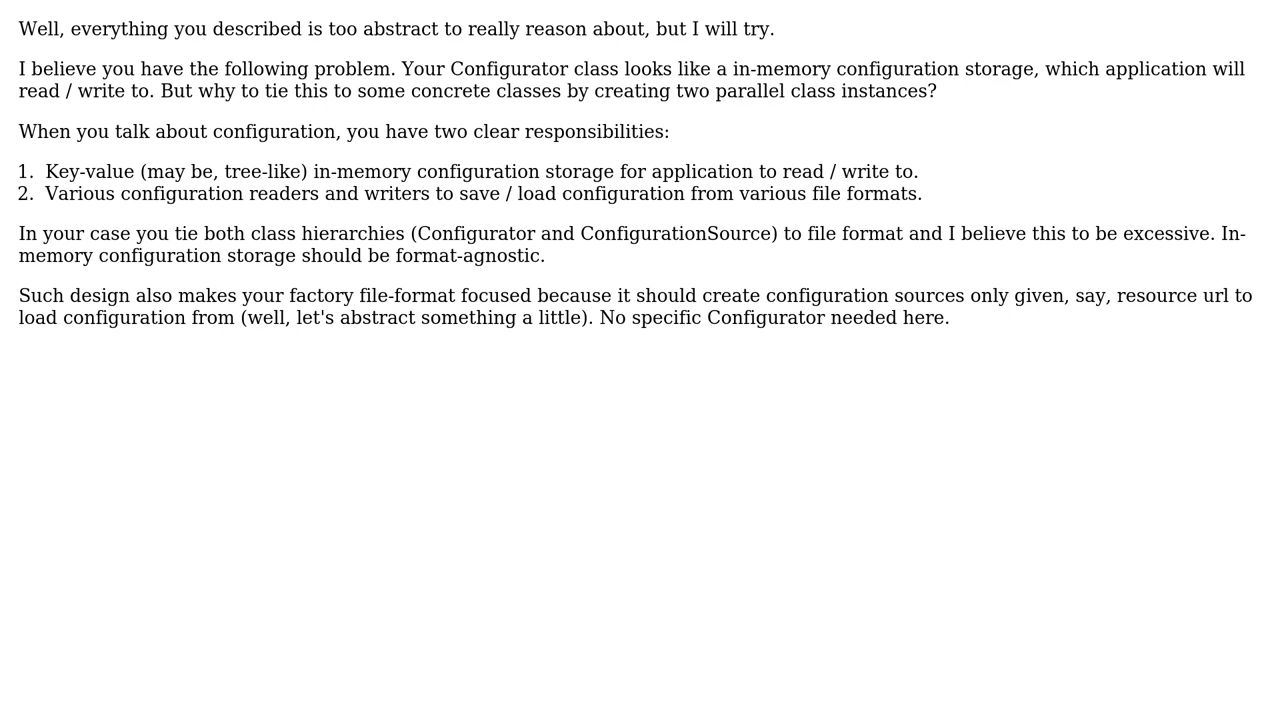 Well, everything you described is too abstract to really reason about, but I will try.
I believe you have the following problem. Your Configurator class looks like a in-memory configuration storage, which application will
read / write to. But why to tie this to some concrete classes by creating two parallel class instances?
When you talk about configuration, you have two clear responsibilities:
1. Key-value (may be, tree-like) in-memory configuration storage for application to read / write to.
2. Various configuration readers and writers to save / load configuration from various file formats.
In your case you tie both class hierarchies (Configurator and ConfigurationSource) to file format and I believe this to be excessive. In-
memory configuration storage should be format-agnostic.
Such design also makes your factory file-format focused because it should create configuration sources only given, say, resource url to
load configuration from (well, let's abstract something a little). No specific Configurator needed here.